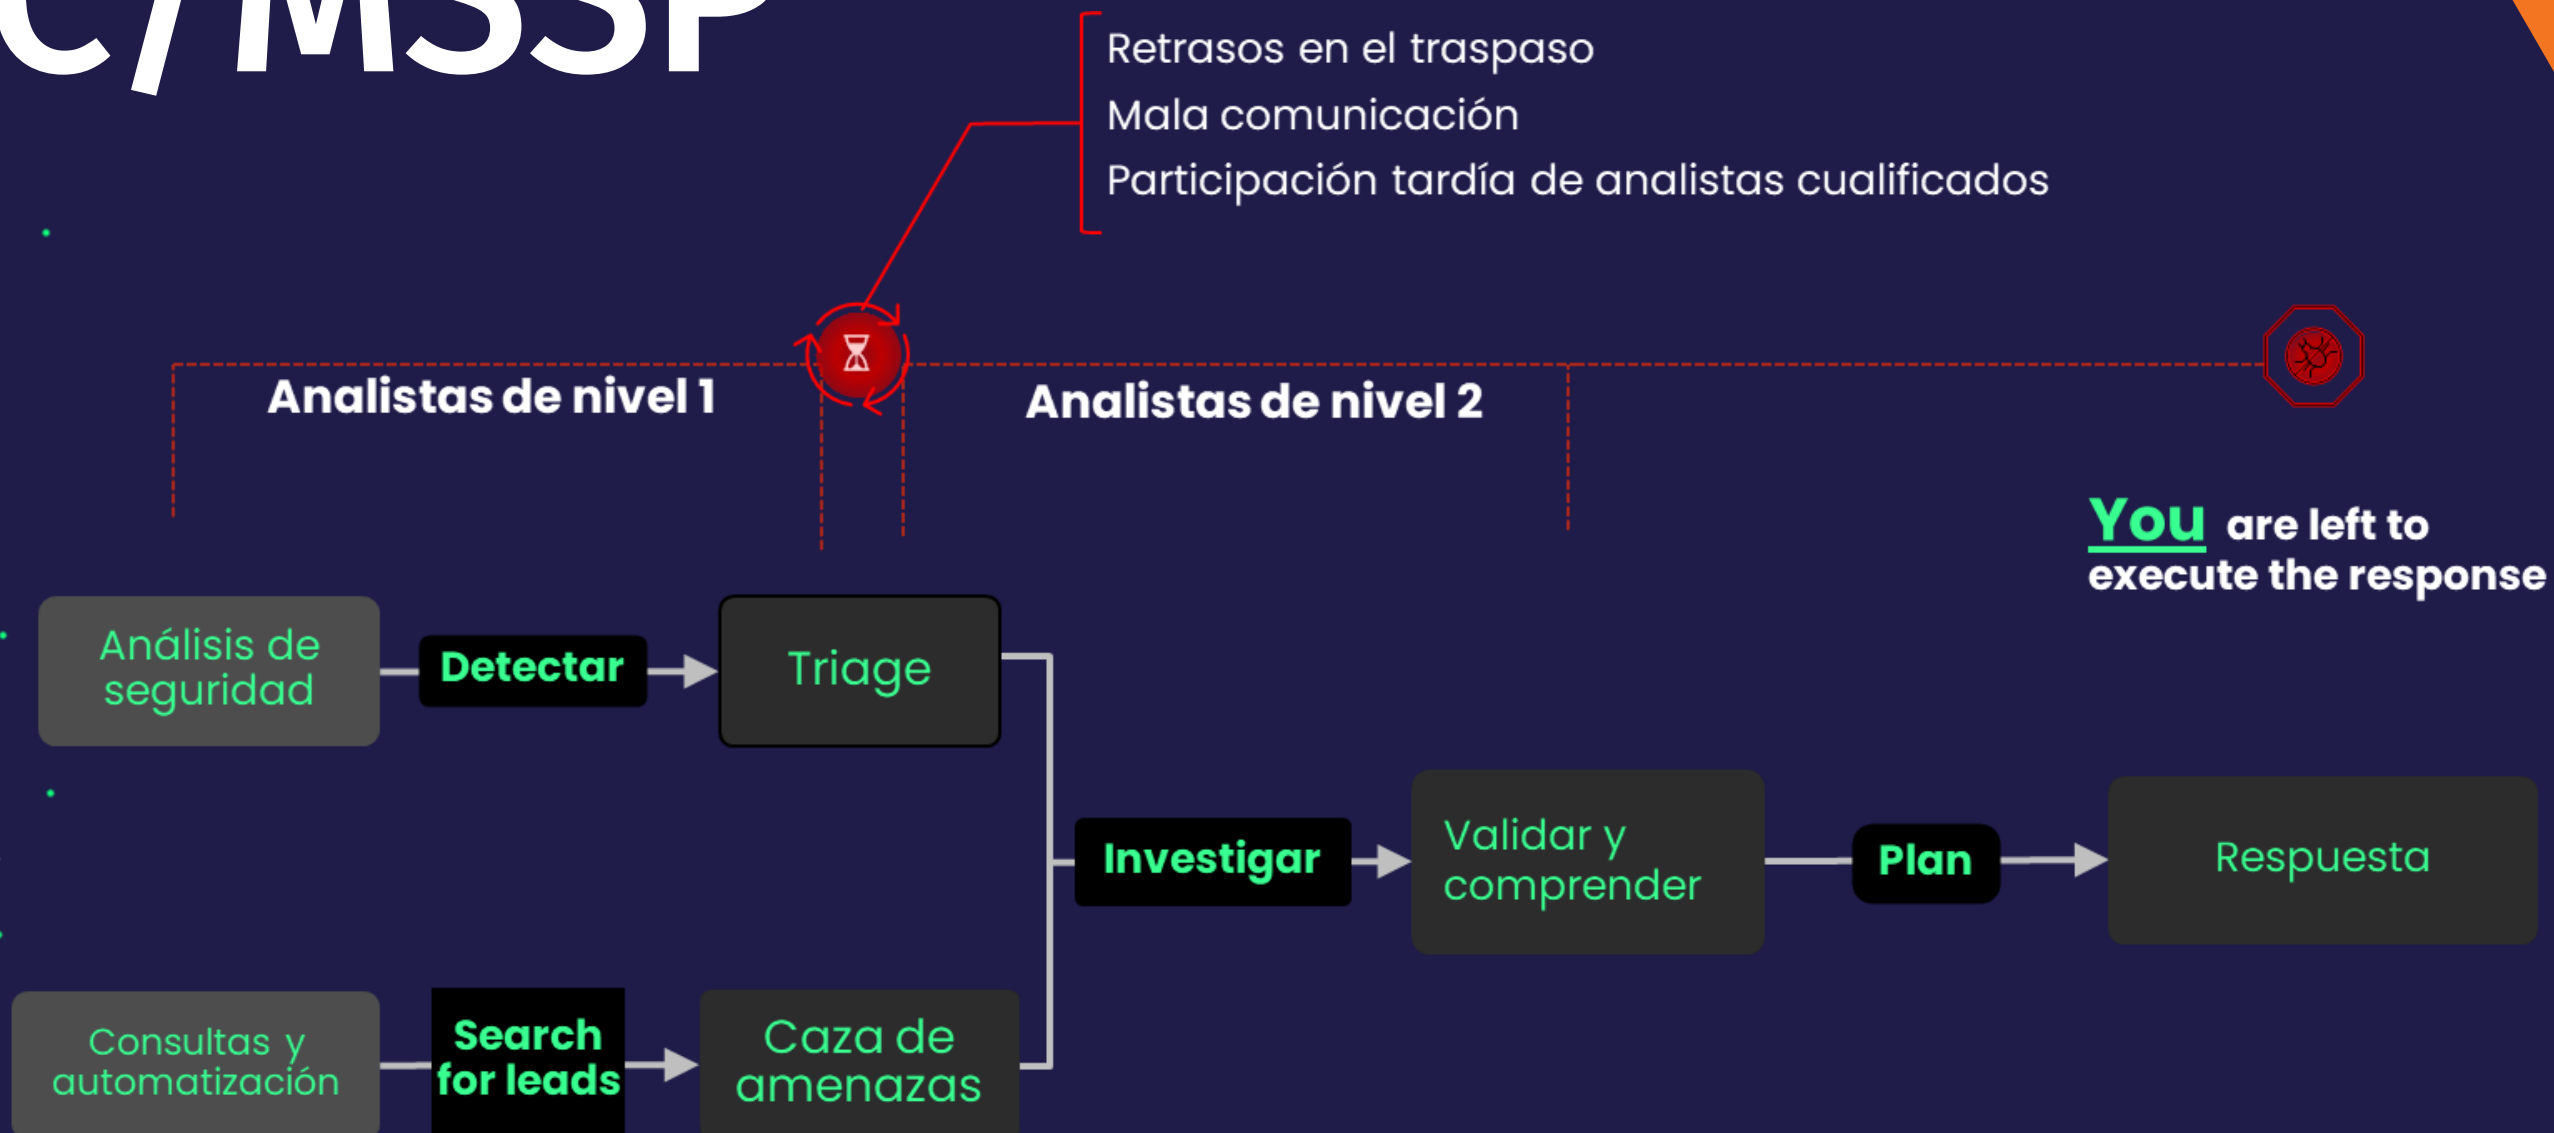 C/MSSP
Retrasos en el traspaso
Mala comunicación
Participación tardía de analistas cualificados
Analistas de nivel 1
Analistas de nivel 2
You are left to
execute the response
Análisis de
seguridad
Detectar
Triage
Investigar
Validar y
comprender
Plan
Respuesta
Consultas y
automatización
Search
for leads
Caza de
amenazas